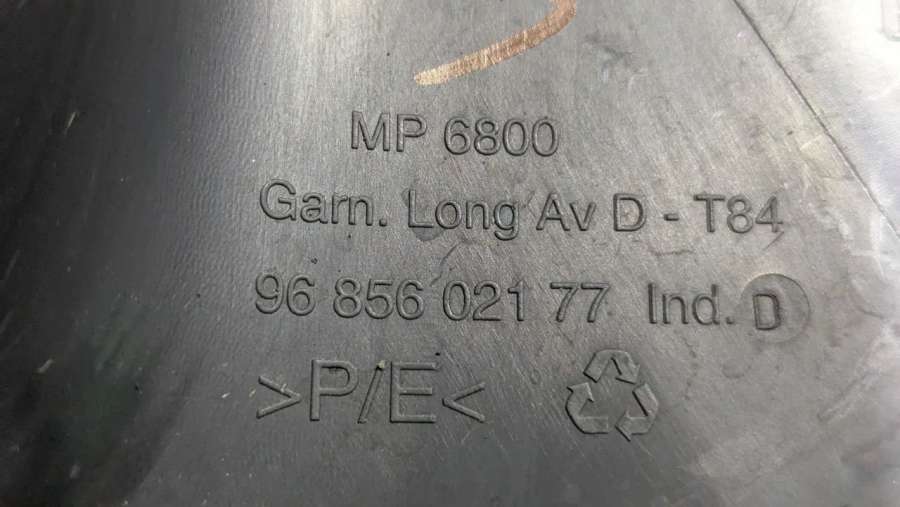 MP 6800
Garn. Long Av D - T84
96 856 021 77 Ind. D
>P/E<